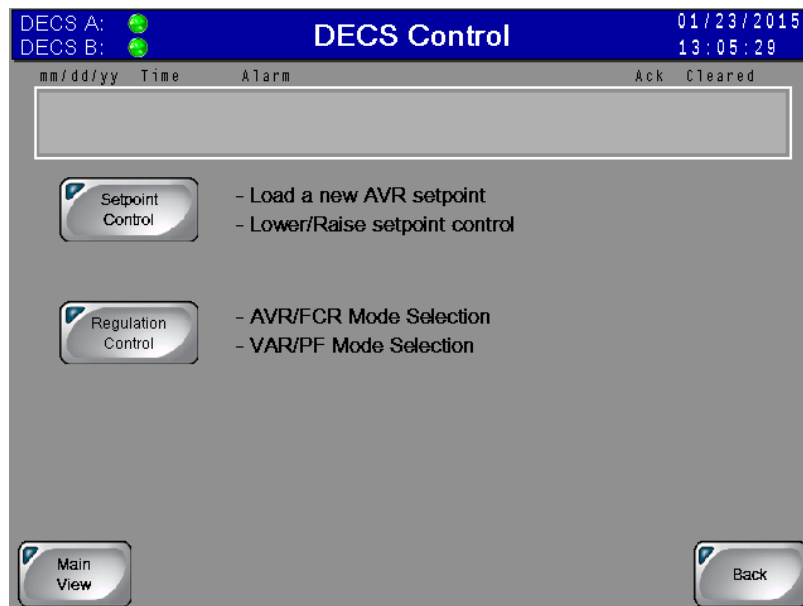 DECS A:
DECS B:
DECS Control
01/23/2015
13:05:29
mm/dd/yy Time Alarm Ack Cleared
Setpoint
Control
- Load a new AVR setpoint
- Lower/Raise setpoint control
Regulation
Control
- AVR/FCR Mode Selection
- VAR/PF Mode Selection
Main
View
Back